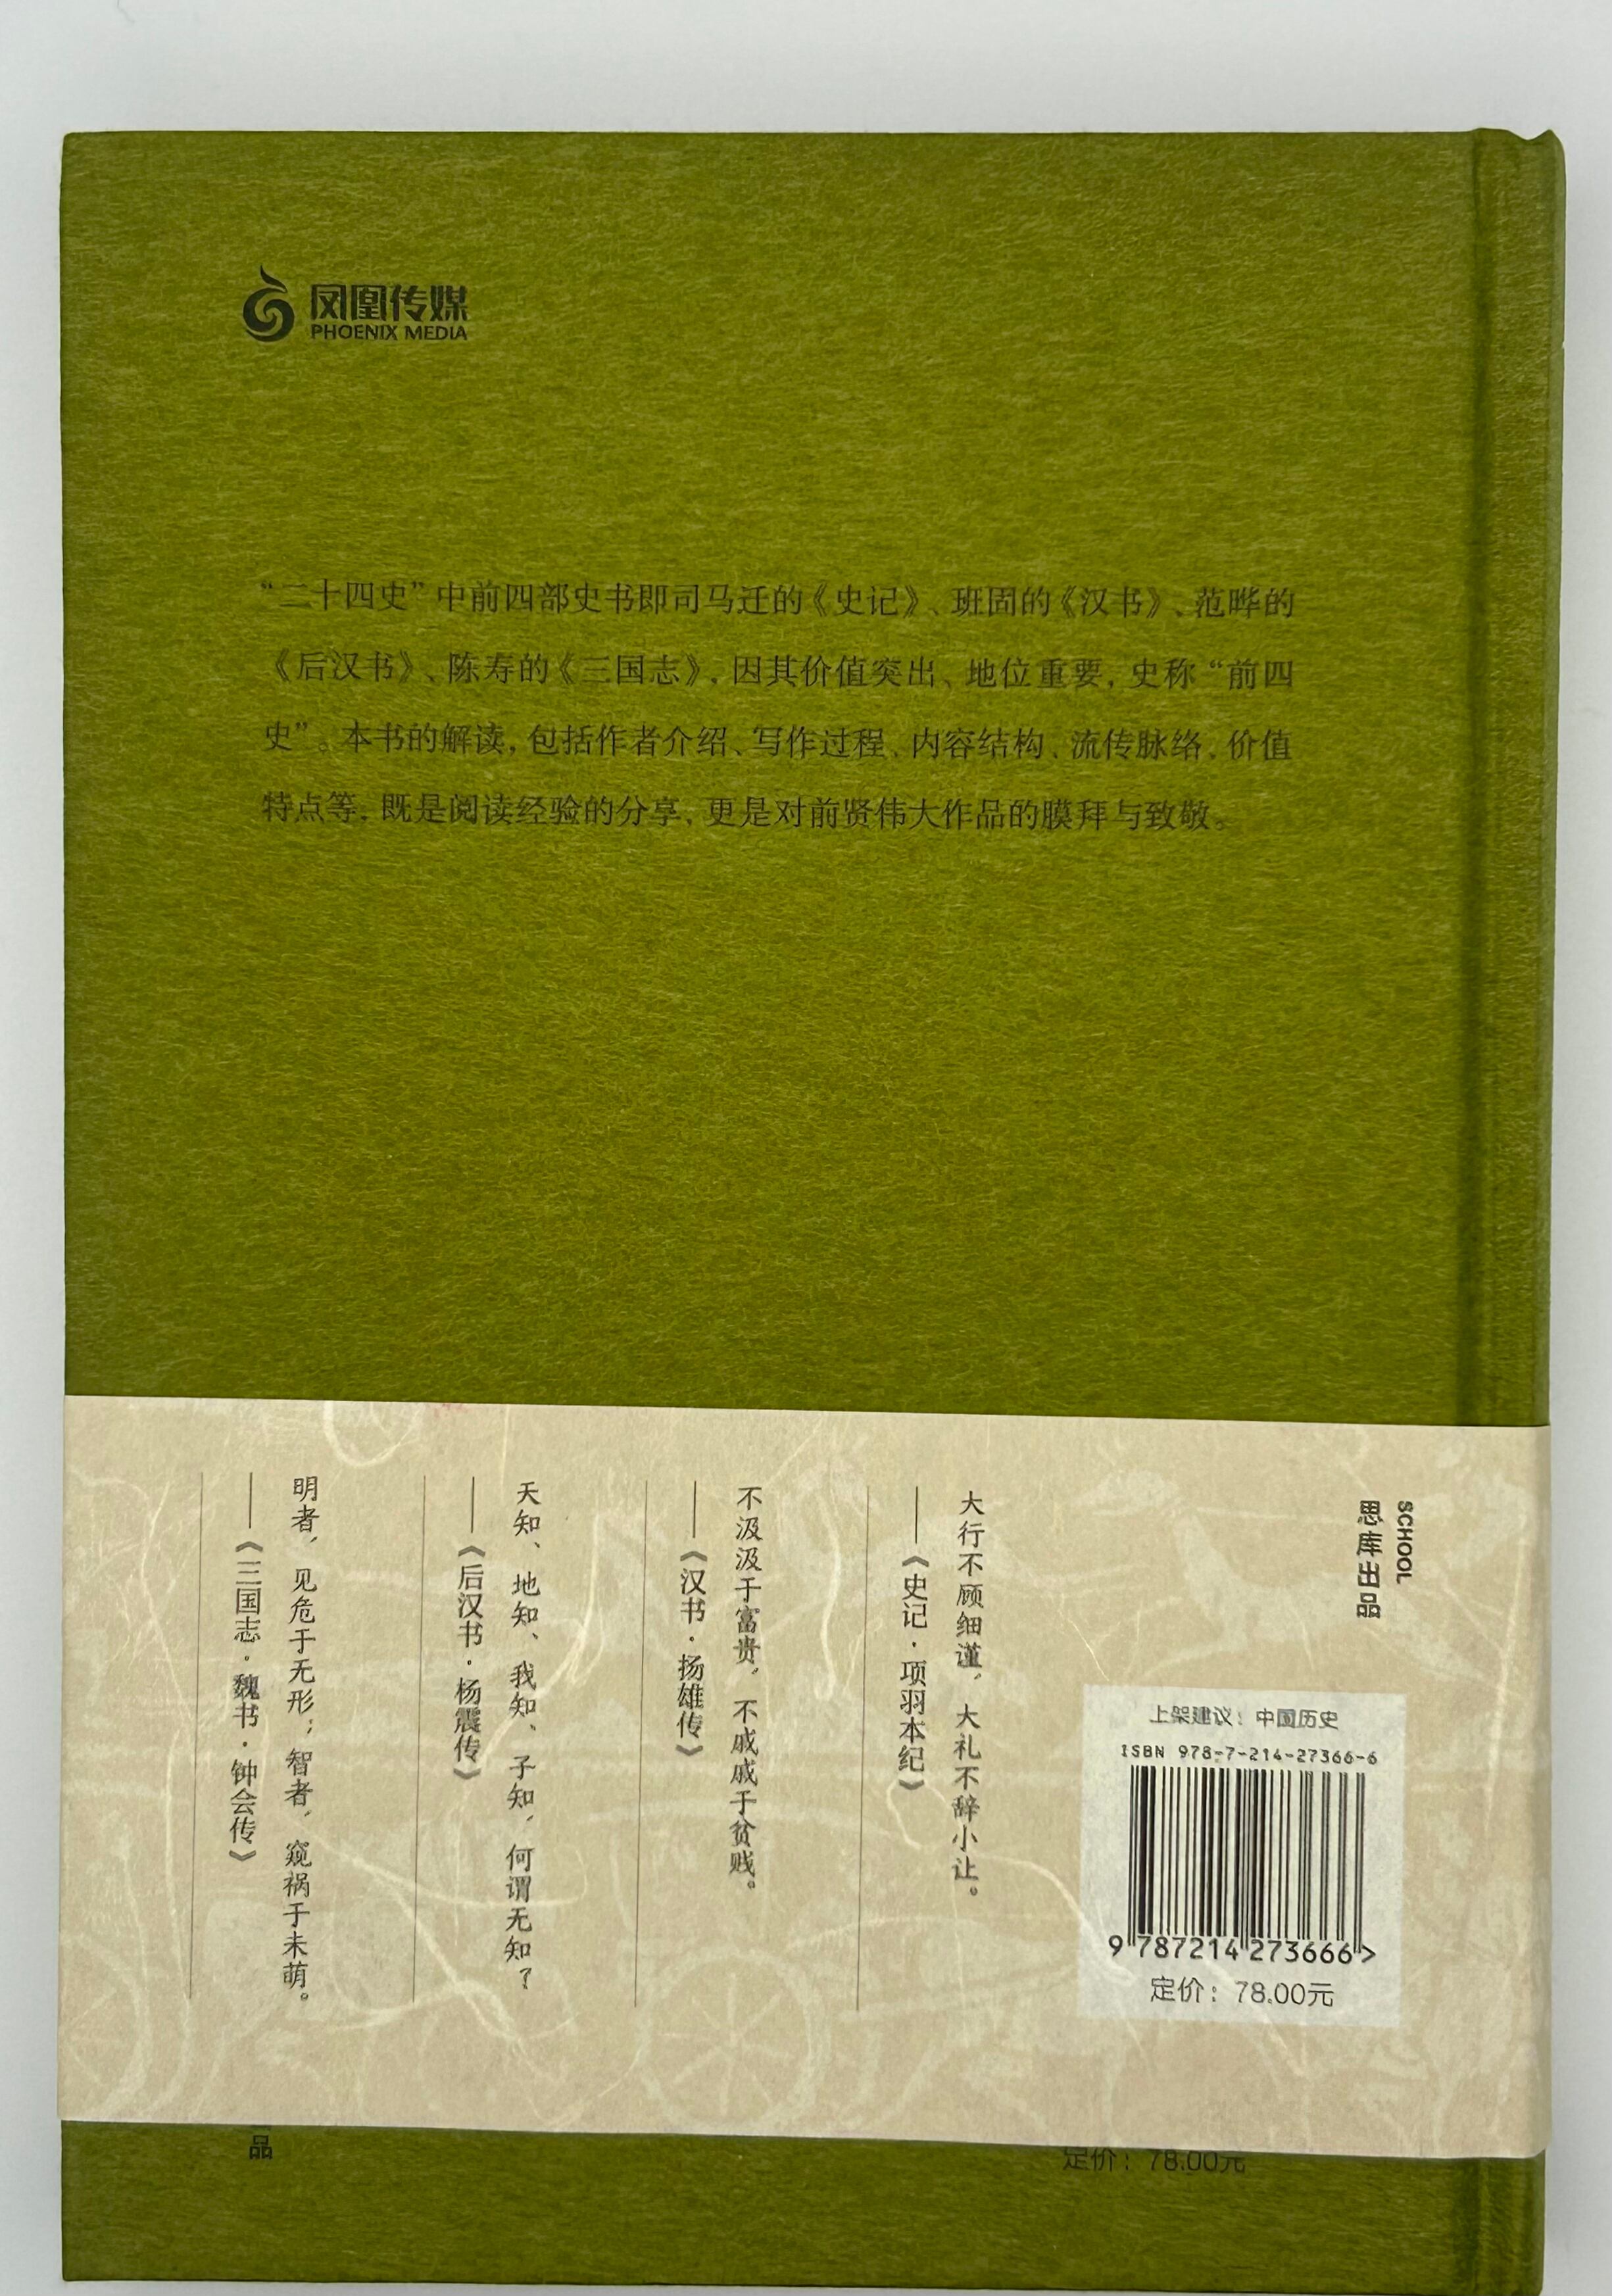 凤凰传媒
PHOENIX MEDIA
“二十四史”中前四部史书即司马迁的《史记》、班固的《汉书》、范晔的
《后汉书》、陈寿的《三国志》，因其价值突出、地位重要，史称“前四
史”。本书的解读，包括作者介绍、写作过程、内容结构、流传脉络、价值
特点等，既是阅读经验的分享，更是对前贤伟大作品的膜拜与致敬。
SCHOOL
思库出品
大行不顾细谨，大礼不辞小让。
——《史记·项羽本纪》
不汲汲于富贵，不戚戚于贫贱。
——《汉书·扬雄传》
天知、地知、我知、子知，何谓无知？
——《后汉书·杨震传》
明者，见危于无形；智者，窥祸于未萌。
——《三国志。魏书·钟会传》
上架建议：中国历史
ISBN 978-7-214-27366-6
9 787214 273666>
定价：78.00元
品
定价：78.00元